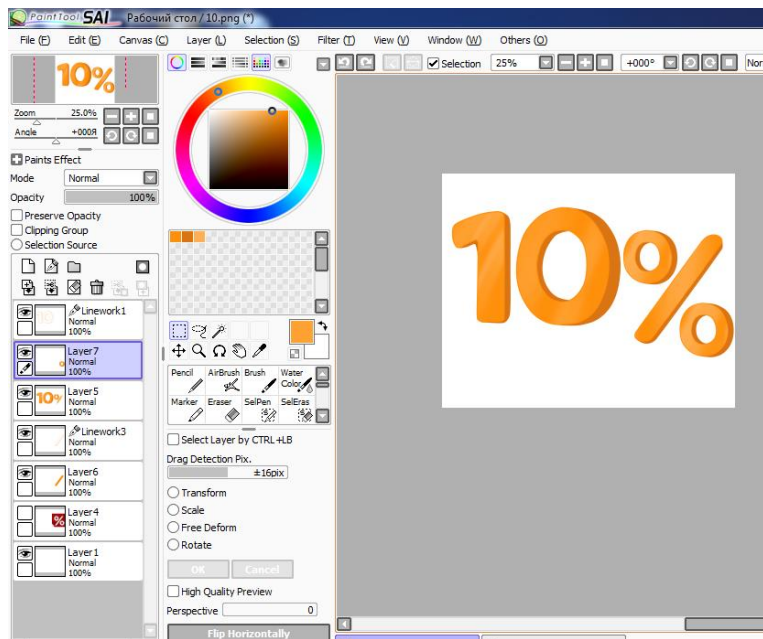 PaintTool SAI Рабочий стол / 10.png (*)
File (F) Edit (E) Canvas (C) Layer (L) Selection (S) Filter (T) View (V) Window (W) Others (O)
10%
Selection 25% +000° Nor
Zoom 25.0%
Angle +000Я
Paints Effect
Mode Normal
Opacity 100%
Preserve Opacity
Clipping Group
Selection Source
Linework1
Normal
100%
Layer7
Normal
100%
10%
Layer5
Normal
100%
Linework3
Normal
100%
Layer6
Normal
100%
%
Layer4
Normal
100%
Layer1
Normal
100%
Pencil AirBrush Brush Water Color
Marker Eraser SelPen SelEras
Select Layer by CTRL+LB
Drag Detection Pix.
±16pix
Transform
Scale
Free Deform
Rotate
OK Cancel
High Quality Preview
Perspective 0
Flip Horizontally
10%